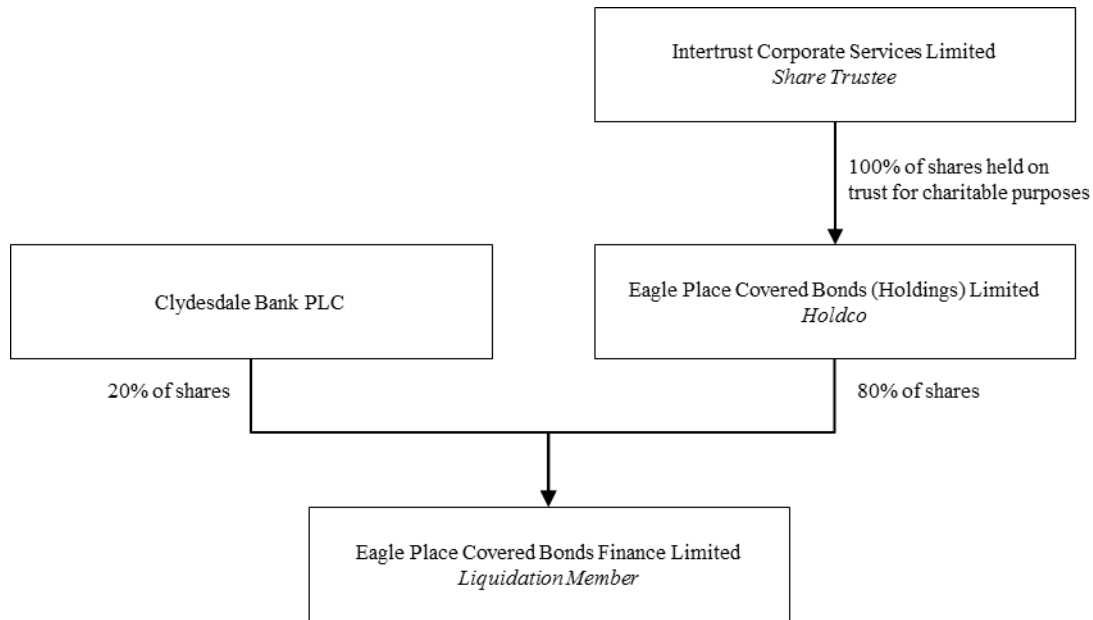 Intertrust Corporate Services Limited
Share Trustee
100% of shares held on
trust for charitable purposes
Clydesdale Bank PLC
Eagle Place Covered Bonds (Holdings) Limited
Holdco
20% of shares
80% of shares
Eagle Place Covered Bonds Finance Limited
Liquidation Member